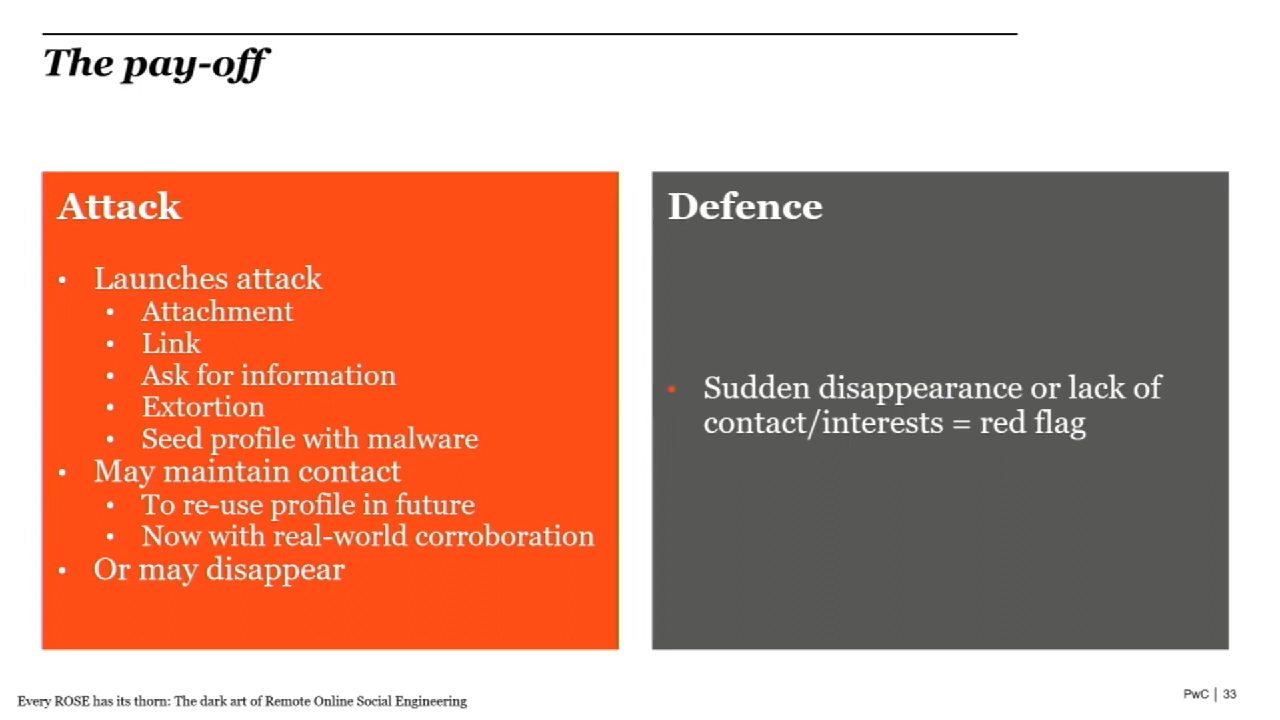 The pay-off
Attack
• Launches attack
• Attachment
• Link
• Ask for information
• Extortion
• Seed profile with malware
• May maintain contact
• To re-use profile in future
• Now with real-world corroboration
• Or may disappear
Defence
• Sudden disappearance or lack of
contact/interests = red flag
Every ROSE has its thorn: The dark art of Remote Online Social Engineering
PwC | 33